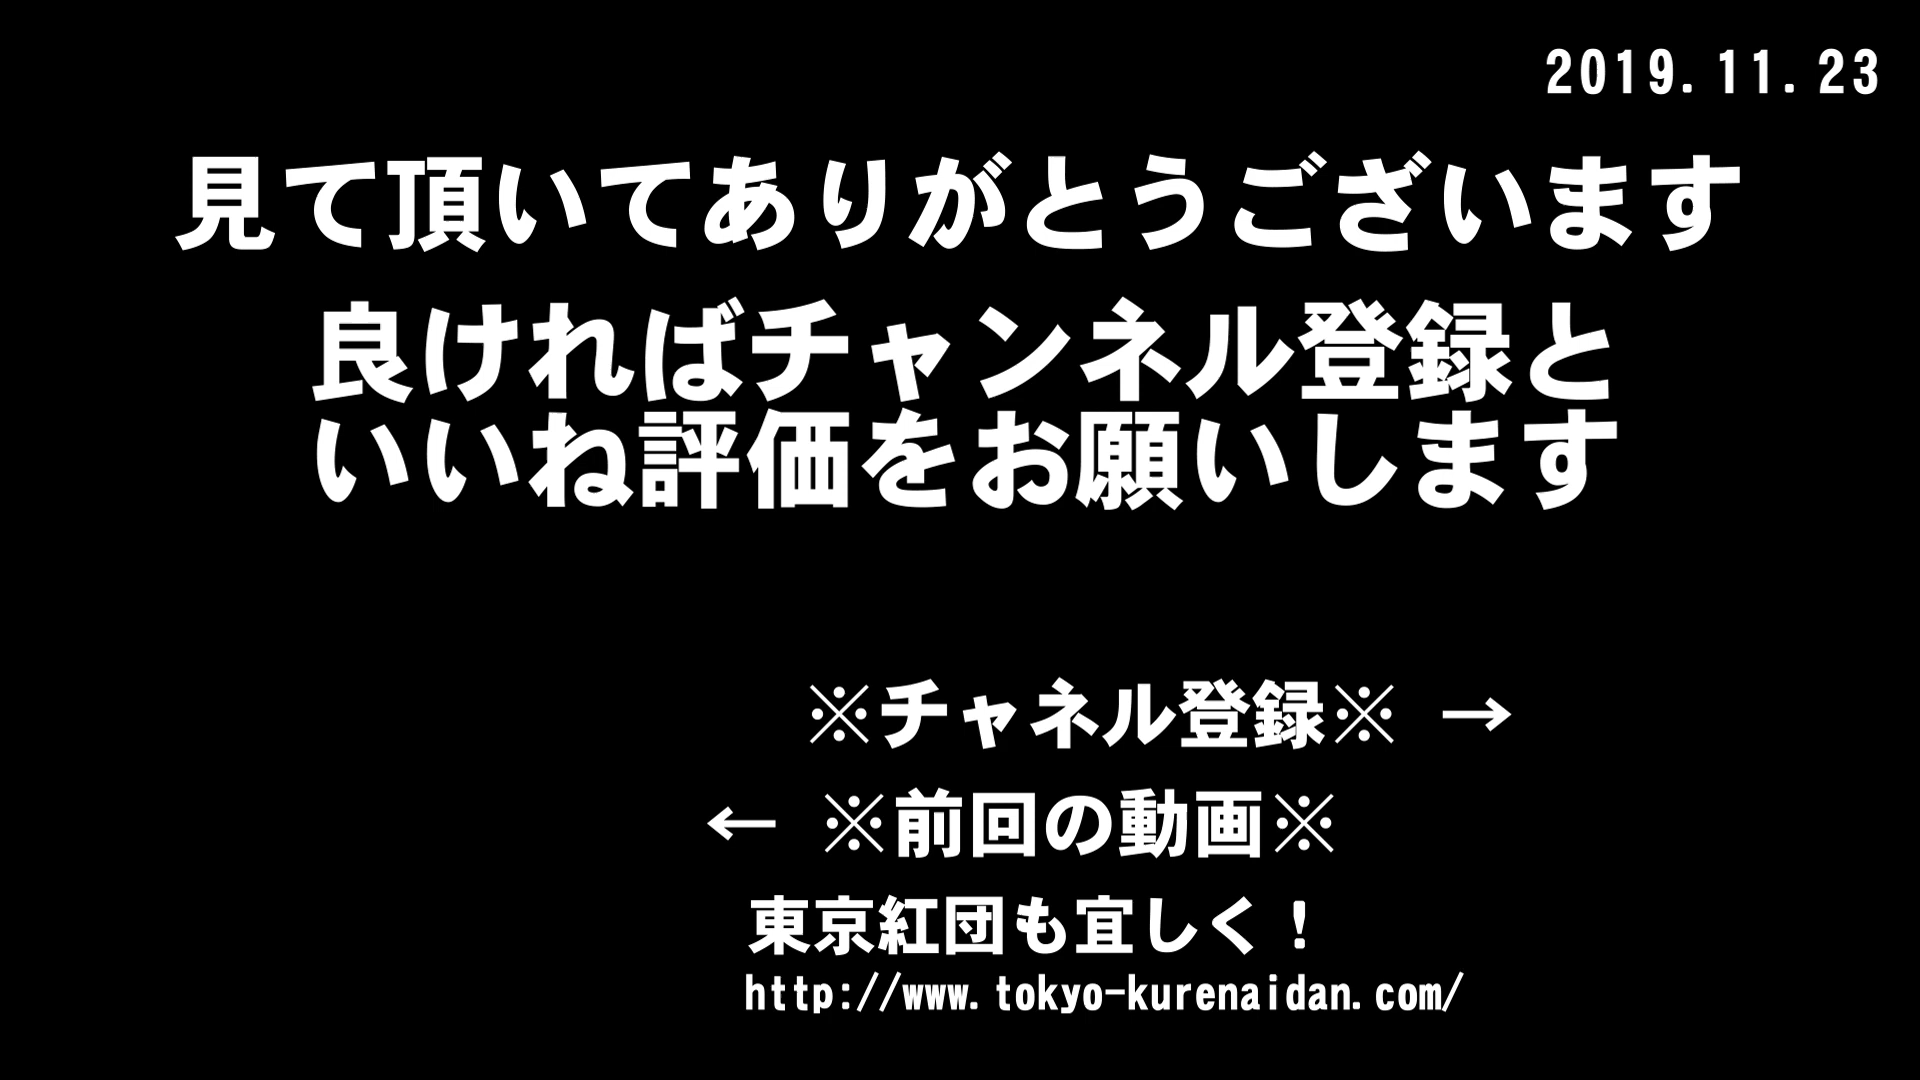 2019.11.23
見て頂いてありがとうございます
良ければチャンネル登録と
いいね評価をお願いします
※チャネル登録※ →
← ※前回の動画※
東京紅団も宜しく！
http://www.tokyo-kurenaidan.com/